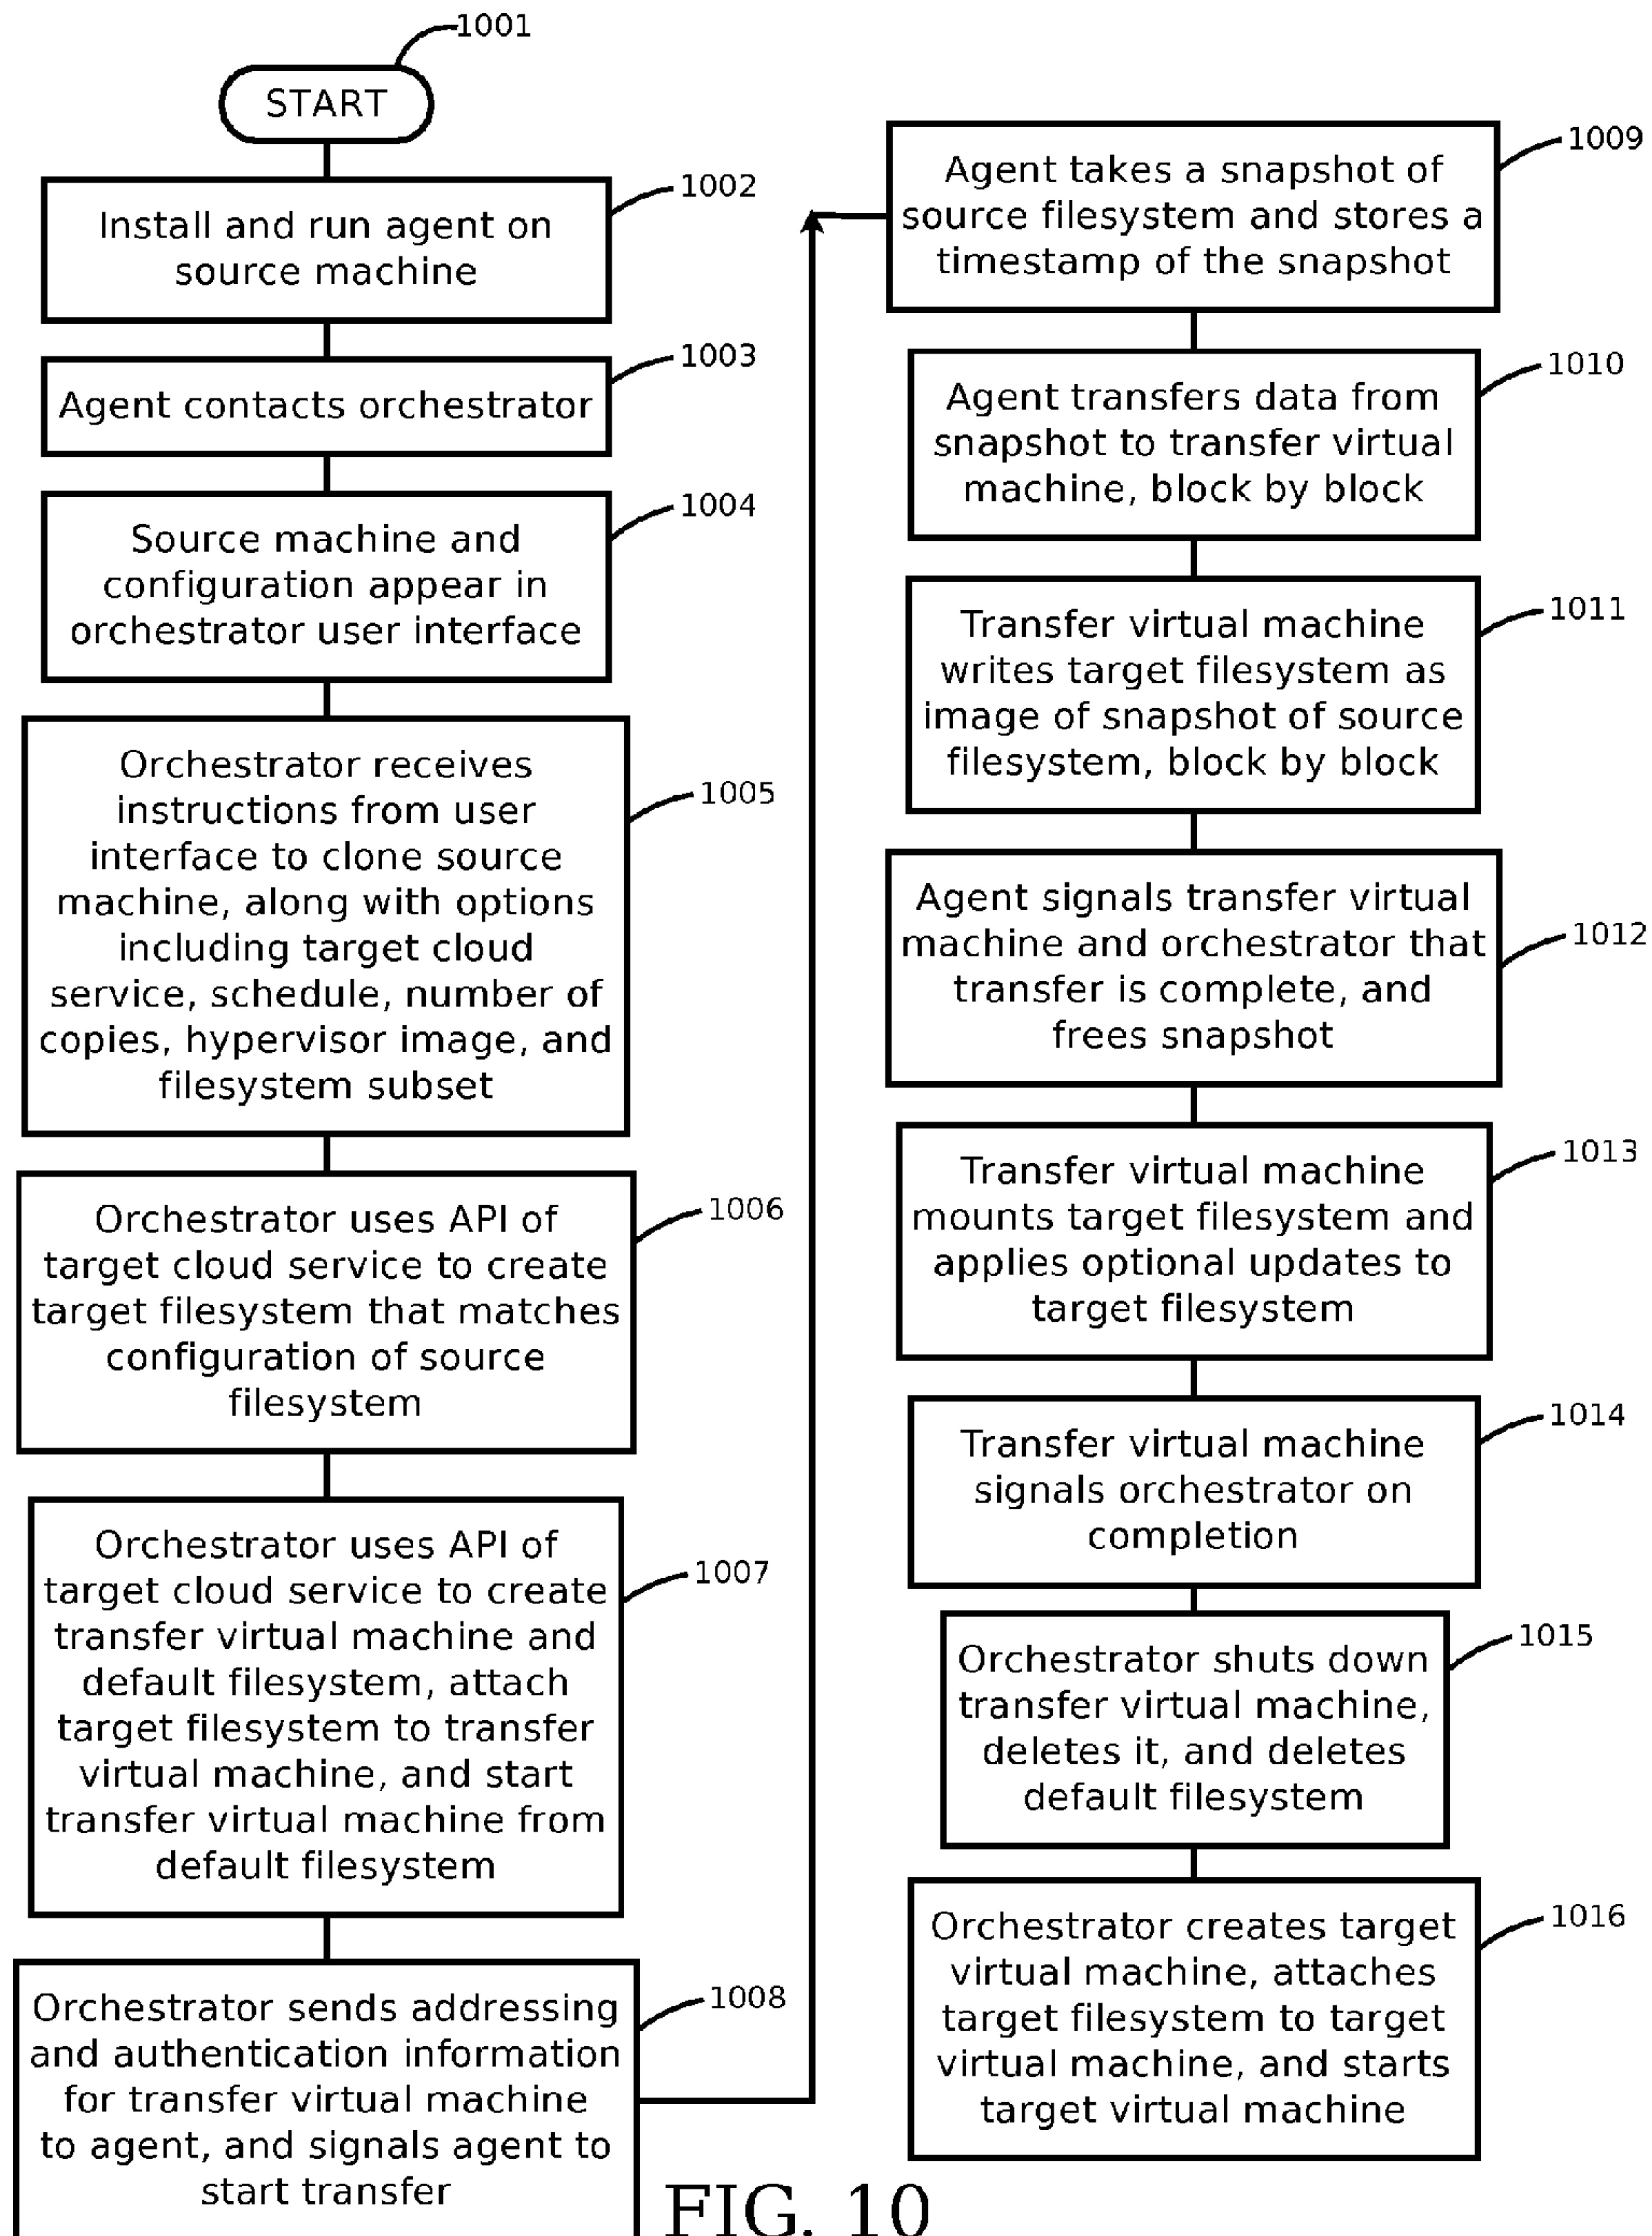 1001
START
1002
Install and run agent on
source machine
1003
Agent contacts orchestrator
1004
Source machine and
configuration appear in
orchestrator user interface
1005
Orchestrator receives
instructions from user
interface to clone source
machine, along with options
including target cloud
service, schedule, number of
copies, hypervisor image, and
filesystem subset
1006
Orchestrator uses API of
target cloud service to create
target filesystem that matches
configuration of source
filesystem
1007
Orchestrator uses API of
target cloud service to create
transfer virtual machine and
default filesystem, attach
target filesystem to transfer
virtual machine, and start
transfer virtual machine from
default filesystem
1008
Orchestrator sends addressing
and authentication information
for transfer virtual machine
to agent, and signals agent to
start transfer
1009
Agent takes a snapshot of
source filesystem and stores a
timestamp of the snapshot
1010
Agent transfers data from
snapshot to transfer virtual
machine, block by block
1011
Transfer virtual machine
writes target filesystem as
image of snapshot of source
filesystem, block by block
1012
Agent signals transfer virtual
machine and orchestrator that
transfer is complete, and
frees snapshot
1013
Transfer virtual machine
mounts target filesystem and
applies optional updates to
target filesystem
1014
Transfer virtual machine
signals orchestrator on
completion
1015
Orchestrator shuts down
transfer virtual machine,
deletes it, and deletes
default filesystem
1016
Orchestrator creates target
virtual machine, attaches
target filesystem to target
virtual machine, and starts
target virtual machine
FIG. 10